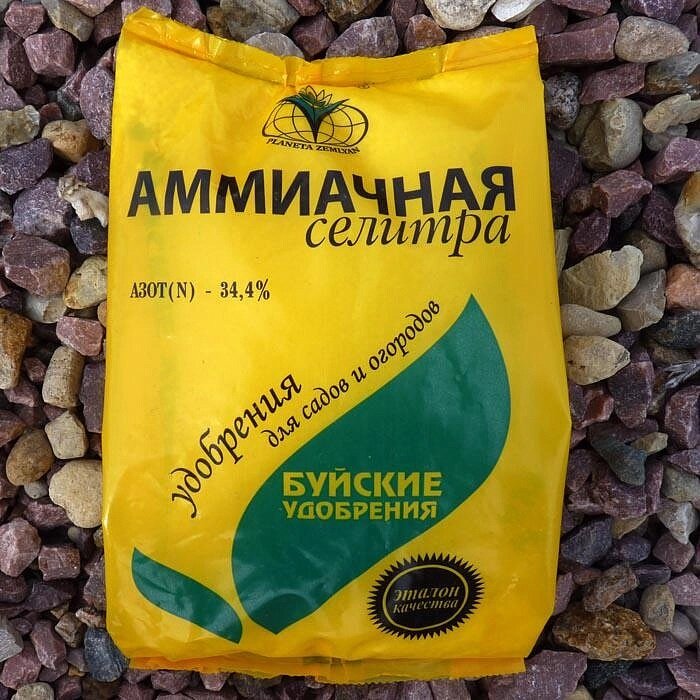 PLANETA ZEMLYAN
АММИАЧНАЯ
селитра
АЗОТ(N) - 34,4%
удобрения
для садов и огородов
БУЙСКИЕ
УДОБРЕНИЯ
эталон
качества